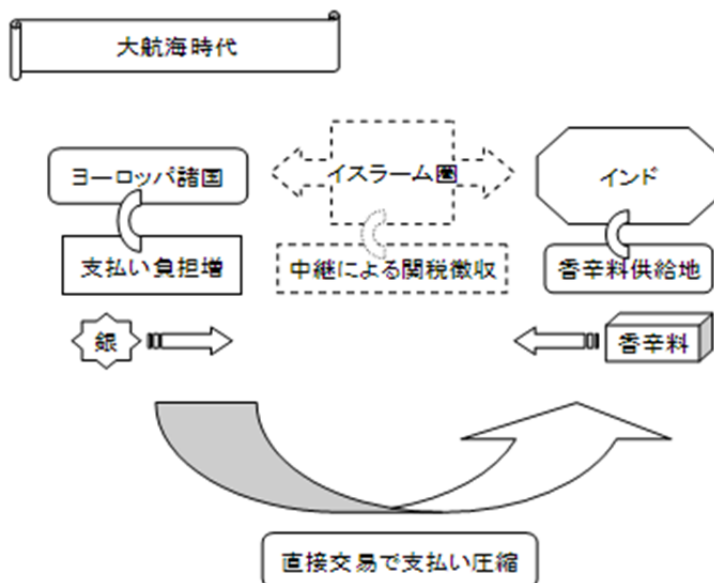 大航海時代
ヨーロッパ諸国
イスラーム圏
インド
支払い負担増
中継による関税徴収
香辛料供給地
銀
香辛料
直接交易で支払い圧縮